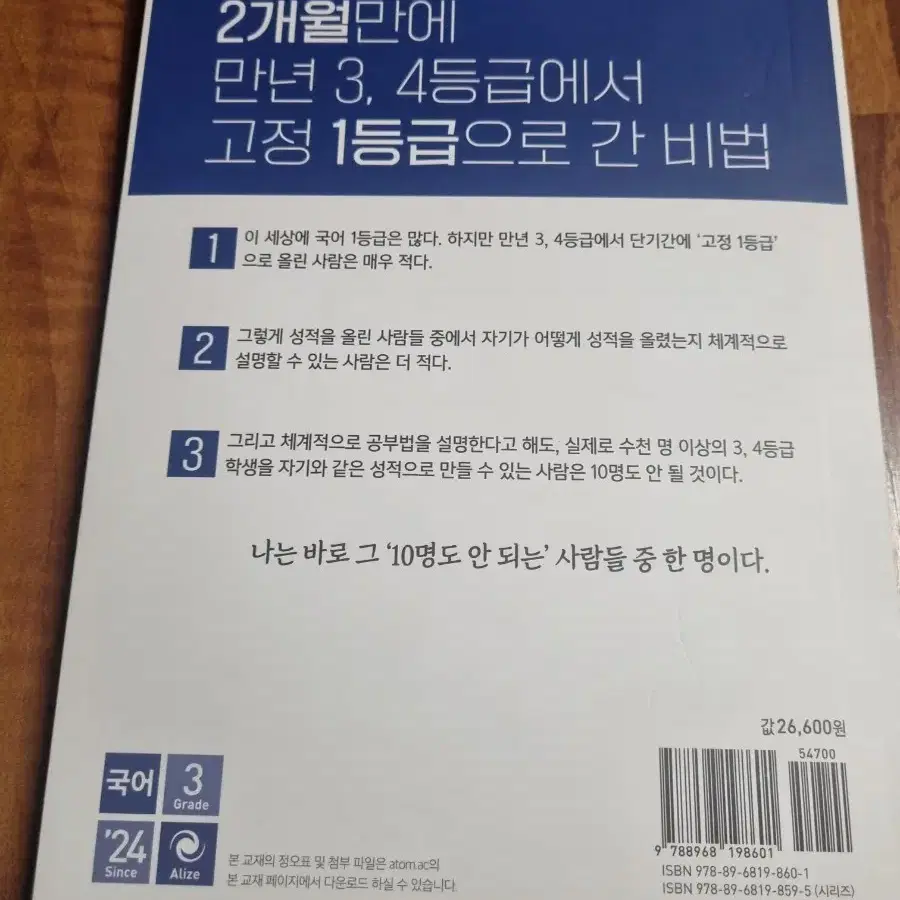 2개월만에
만년 3, 4등급에서
고정 1등급으로 간 비법
1 이 세상에 국어 1등급은 많다. 하지만 만년 3, 4등급에서 단기간에 '고정 1등급'
으로 올린 사람은 매우 적다.
2 그렇게 성적을 올린 사람들 중에서 자기가 어떻게 성적을 올렸는지 체계적으로
설명할 수 있는 사람은 더 적다.
3 그리고 체계적으로 공부법을 설명한다고 해도, 실제로 수천 명 이상의 3, 4등급
학생을 자기와 같은 성적으로 만들 수 있는 사람은 10명도 안 될 것이다.
나는 바로 그 '10명도 안 되는' 사람들 중 한 명이다.
값 26,600원
54700
국어
3
Grade
'24
Since
Alize
본 교재의 정오표 및 첨부 파일은 atom.ac의
본 교재 페이지에서 다운로드 하실 수 있습니다.
9 788968 198601
ISBN 978-89-6819-860-1
ISBN 978-89-6819-859-5 (시리즈)